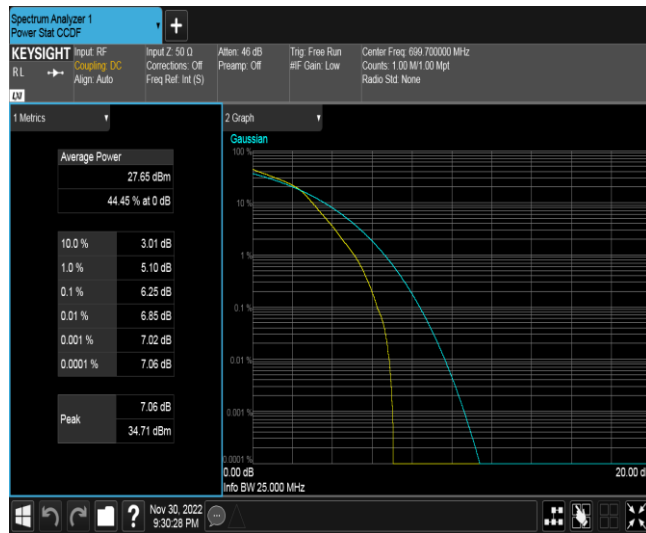 Spectrum Analyzer 1
Power Stat CCDF
+
KEYSIGHT
RL
LXI
Input: RF
Coupling: DC
Align: Auto
Input Z: 50 Ω
Corrections: Off
Freq Ref: Int (S)
Atten: 46 dB
Preamp: Off
Trig: Free Run
#IF Gain: Low
Center Freq: 699.700000 MHz
Counts: 1.00 M/1.00 Mpt
Radio Std: None
1 Metrics
Average Power
27.65 dBm
44.45 % at 0 dB
10.0 % 3.01 dB
1.0 % 5.10 dB
0.1 % 6.25 dB
0.01 % 6.85 dB
0.001 % 7.02 dB
0.0001 % 7.06 dB
Peak
7.06 dB
34.71 dBm
2 Graph
Gaussian
100 %
10 %
1 %
0.1 %
0.01 %
0.001 %
0.0001 %
0.00 dB
20.00 d
Info BW 25.000 MHz
?
Nov 30, 2022
9:30:28 PM